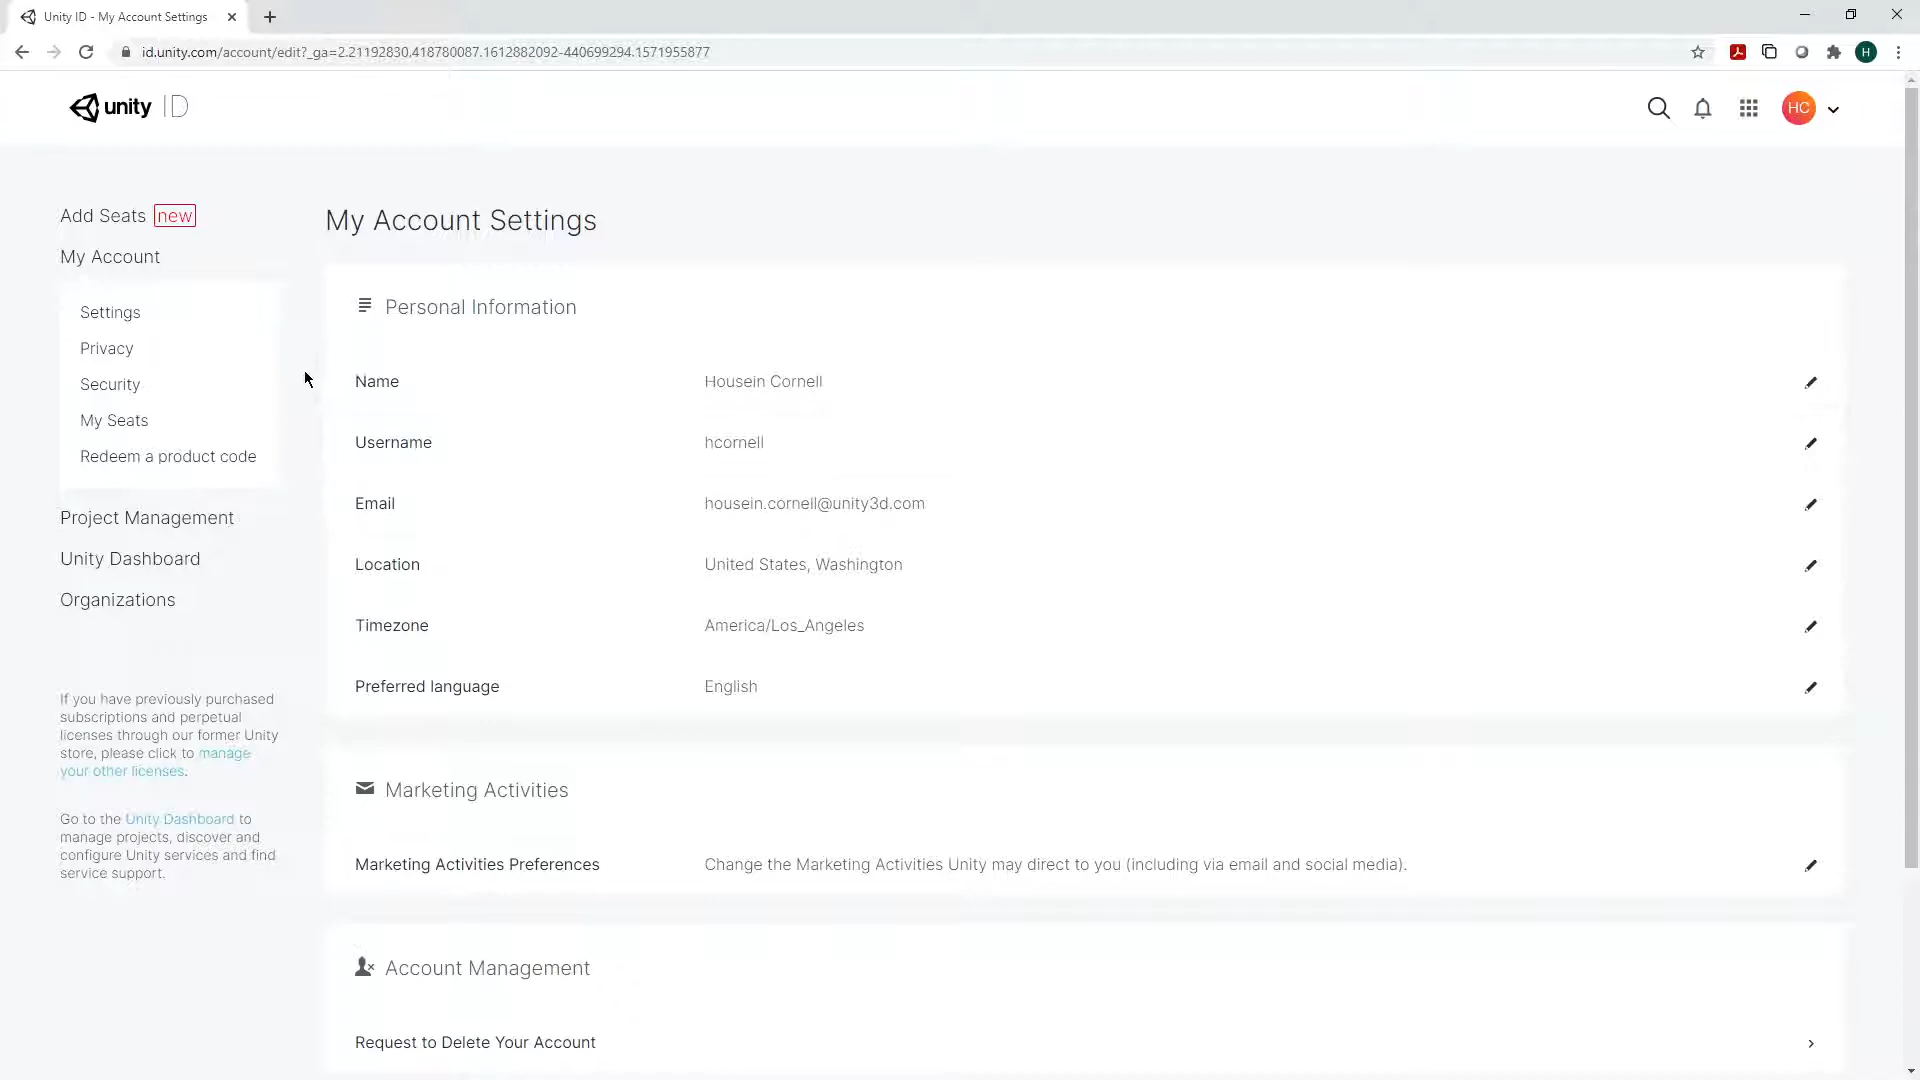 Unity ID - My Account Settings
id.unity.com/account/edit?_ga=2.21192830.418780087.1612882092-440699294.1571955877
H
unity ID
HC
Add Seats new
My Account
Settings
Privacy
Security
My Seats
Redeem a product code
Project Management
Unity Dashboard
Organizations
If you have previously purchased
subscriptions and perpetual
licenses through our former Unity
store, please click to manage
your other licenses.
Go to the Unity Dashboard to
manage projects, discover and
configure Unity services and find
service support.
My Account Settings
Personal Information
Name Housein Cornell
Username hcornell
Email housein.cornell@unity3d.com
Location United States, Washington
Timezone America/Los_Angeles
Preferred language English
Marketing Activities
Marketing Activities Preferences Change the Marketing Activities Unity may direct to you (including via email and social media).
Account Management
Request to Delete Your Account